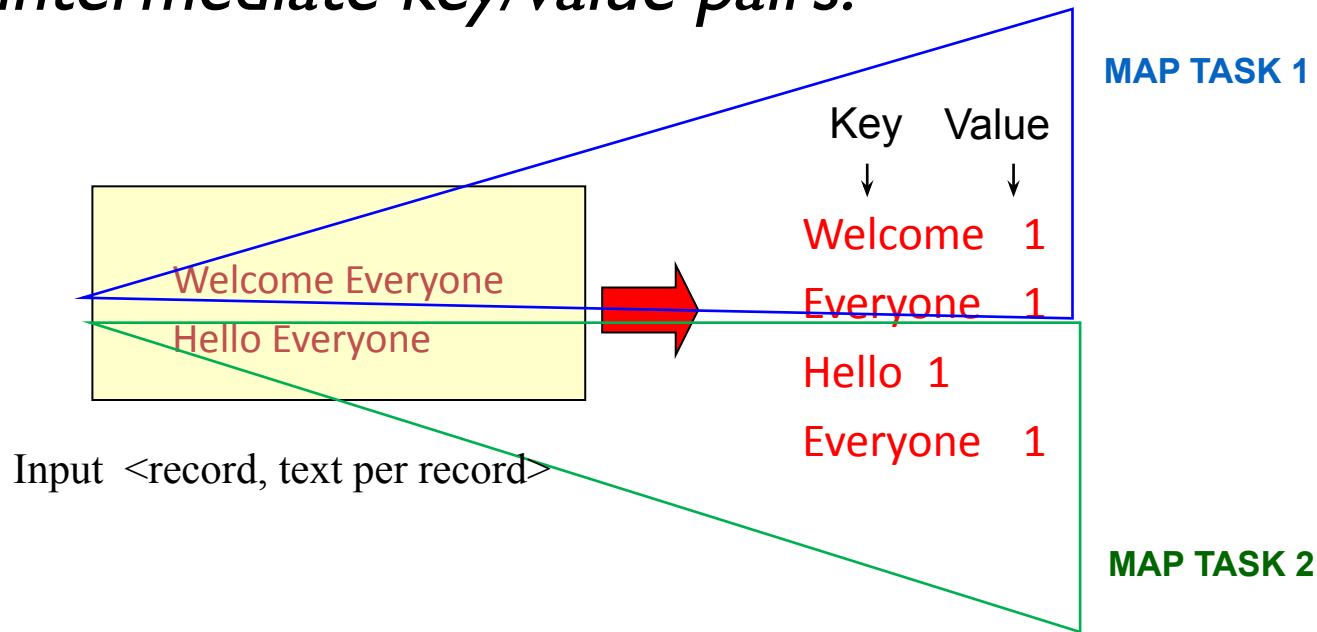 intermediate key/value pairs.
MAP TASK 1
Key Value
Welcome 1
Welcome Everyone
Everyone 1
Hello Everyone
Hello 1
Everyone 1
Input <record, text per record>
MAP TASK 2